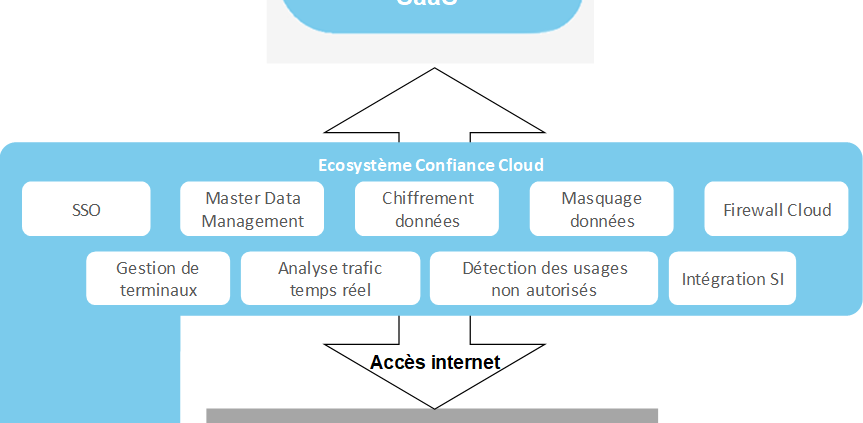 Ecosystème Confiance Cloud
SSO
Master Data
Management
Chiffrement
données
Masquage
données
Firewall Cloud
Gestion de
terminaux
Analyse trafic
temps réel
Détection des usages
non autorisés
Intégration SI
Accès internet